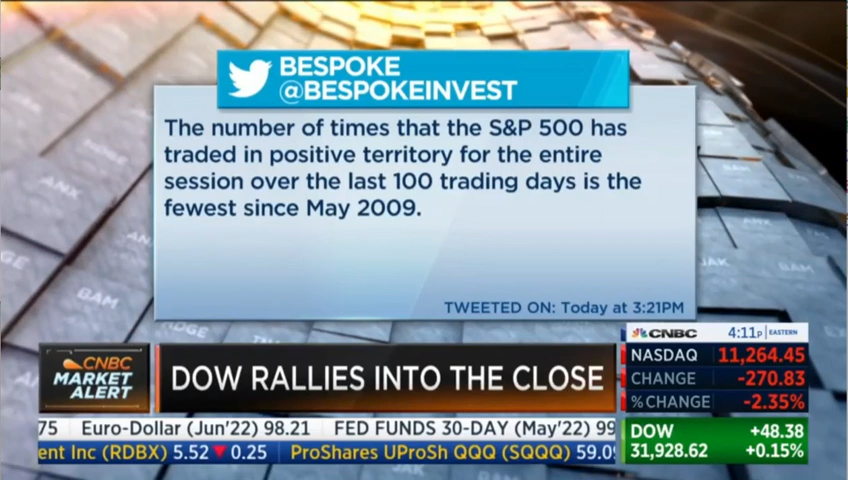 BESPOKE
@BESPOKEINVEST
The number of times that the S&P 500 has
traded in positive territory for the entire
session over the last 100 trading days is the
fewest since May 2009.
TWEETED ON: Today at 3:21PM
CNBC
MARKET
ALERT
DOW RALLIES INTO THE CLOSE
CNBC 4:11P EASTERN
NASDAQ 11,264.45
CHANGE -270.83
% CHANGE -2.35%
DOW +48.38
31,928.62 +0.15%
75 Euro-Dollar (Jun'22) 98.21 FED FUNDS 30-DAY (May'22) 99
ent Inc (RDBX) 5.52 ▼ 0.25 ProShares UProSh QQQ (SQQQ) 59.0
ANX
BAM
JAK